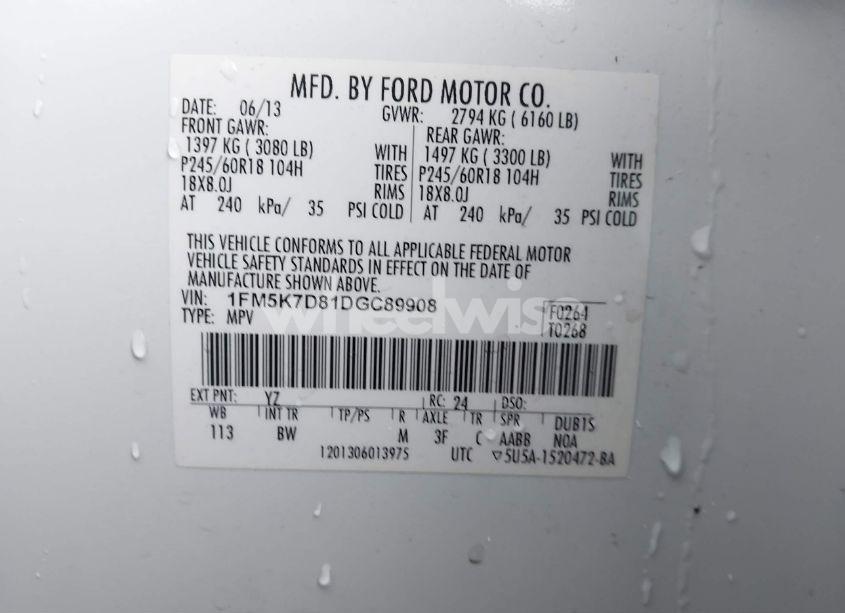 MFD. BY FORD MOTOR CO.
DATE: 06/13 GVWR: 2794 KG ( 6160 LB)
FRONT GAWR: REAR GAWR:
1397 KG ( 3080 LB) WITH 1497 KG ( 3300 LB) WITH
P245/60R18 104H TIRES P245/60R18 104H TIRES
18X8.0J RIMS 18X8.0J RIMS
AT 240 kPa/ 35 PSI COLD AT 240 kPa/ 35 PSI COLD
THIS VEHICLE CONFORMS TO ALL APPLICABLE FEDERAL MOTOR
VEHICLE SAFETY STANDARDS IN EFFECT ON THE DATE OF
MANUFACTURE SHOWN ABOVE.
VIN: 1FM5K7D81DGC89908 F0264
TYPE: MPV T0268
wheelwise
EXT PNT: YZ RC: 24 DSO:
WB INT TR TP/PS R AXLE TR SPR DUB1S
113 BW M 3F C AABB N0A
1201306013975 UTC ▽5U5A-1520472-BA